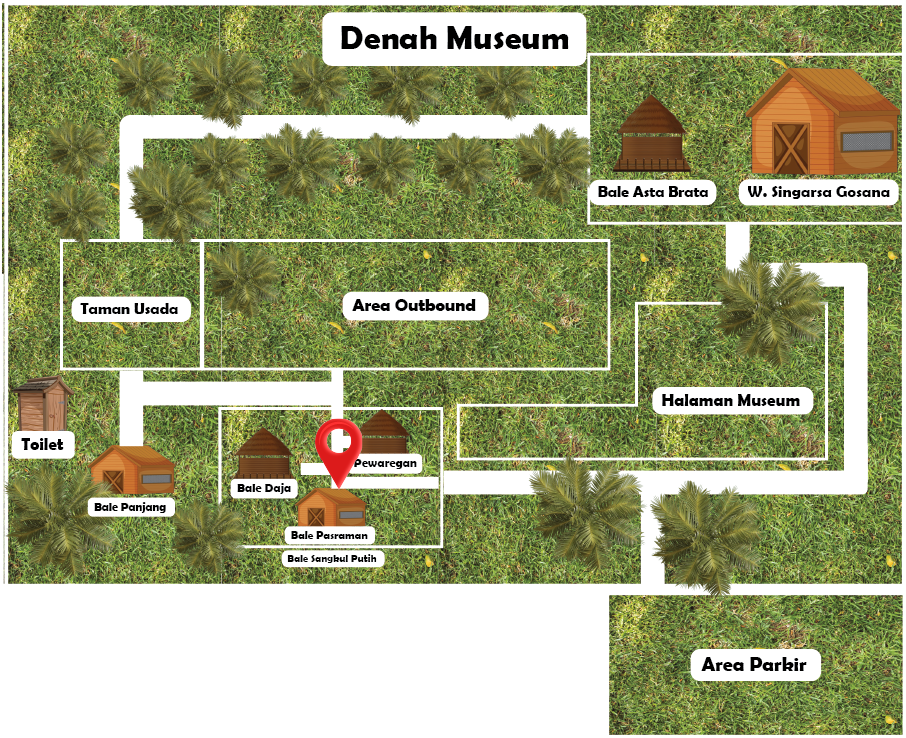 Denah Museum
Bale Asta Brata
W. Singarsa Gosana
Taman Usada
Area Outbound
Halaman Museum
Toilet
Pewaregan
Bale Daja
Bale Panjang
Bale Pasraman
Bale Sangkul Putih
Area Parkir